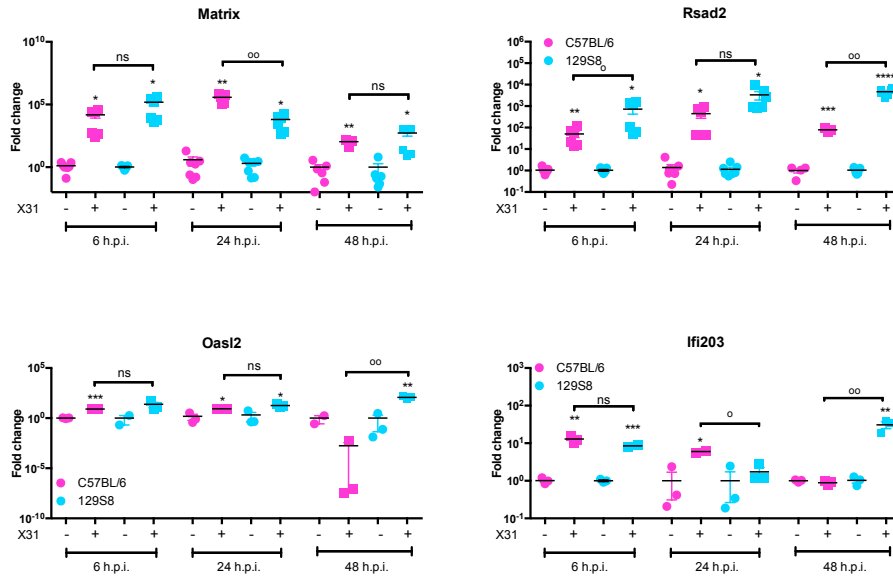 Matrix
Fold change
10^10
10^5
10^0
ns
oo
ns
*
*
**
*
**
*
X31
- + - + - + - + - + - +
6 h.p.i.
24 h.p.i.
48 h.p.i.
Rsad2
C57BL/6
129S8
Fold change
10^6
10^5
10^4
10^3
10^2
10^1
10^0
10^-1
o
ns
oo
**
*
*
*
***
****
X31
- + - + - + - + - + - +
6 h.p.i.
24 h.p.i.
48 h.p.i.
Oasl2
Fold change
10^5
10^0
10^-5
10^-10
ns
ns
oo
***
*
*
**
C57BL/6
129S8
X31
- + - + - + - + - + - +
6 h.p.i.
24 h.p.i.
48 h.p.i.
Ifi203
C57BL/6
129S8
Fold change
10^3
10^2
10^1
10^0
10^-1
ns
o
oo
**
***
*
**
X31
- + - + - + - + - + - +
6 h.p.i.
24 h.p.i.
48 h.p.i.